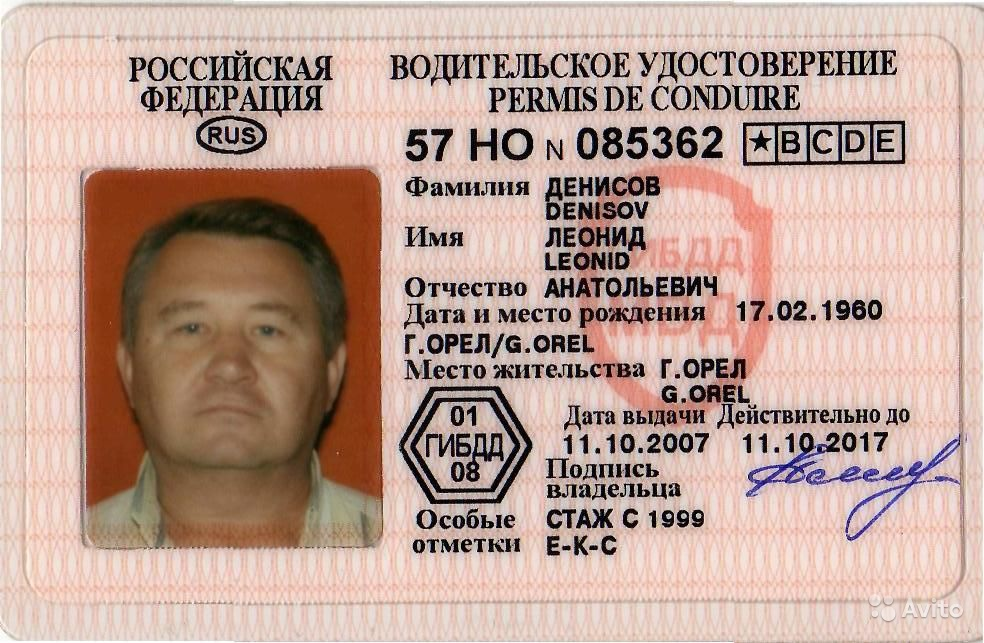 РОССИЙСКАЯ
ФЕДЕРАЦИЯ
RUS
ВОДИТЕЛЬСКОЕ УДОСТОВЕРЕНИЕ
PERMIS DE CONDUIRE
57 НО N 085362 ★BCDE
Фамилия ДЕНИСОВ
DENISOV
Имя ЛЕОНИД
LEONID
Отчество АНАТОЛЬЕВИЧ
Дата и место рождения 17.02.1960
Г.ОРЕЛ/G.OREL
Место жительства Г.ОРЕЛ
G.OREL
Дата выдачи Действительно до
11.10.2007 11.10.2017
01
ГИБДД
08
Подпись
владельца
Особые СТАЖ С 1999
отметки Е-К-С
ГИБДД
Avito